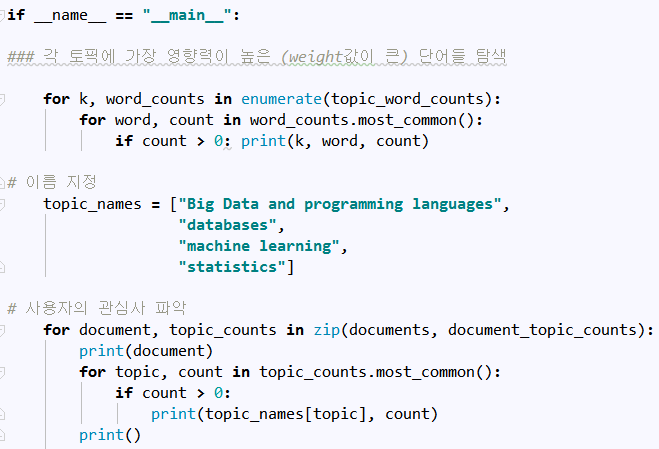 if __name__ == "__main__":
### 각 토픽에 가장 영향력이 높은 (weight값이 큰) 단어들 탐색
    for k, word_counts in enumerate(topic_word_counts):
        for word, count in word_counts.most_common():
            if count > 0: print(k, word, count)
# 이름 지정
    topic_names = ["Big Data and programming languages",
                   "databases",
                   "machine learning",
                   "statistics"]
# 사용자의 관심사 파악
    for document, topic_counts in zip(documents, document_topic_counts):
        print(document)
        for topic, count in topic_counts.most_common():
            if count > 0:
                print(topic_names[topic], count)
        print()